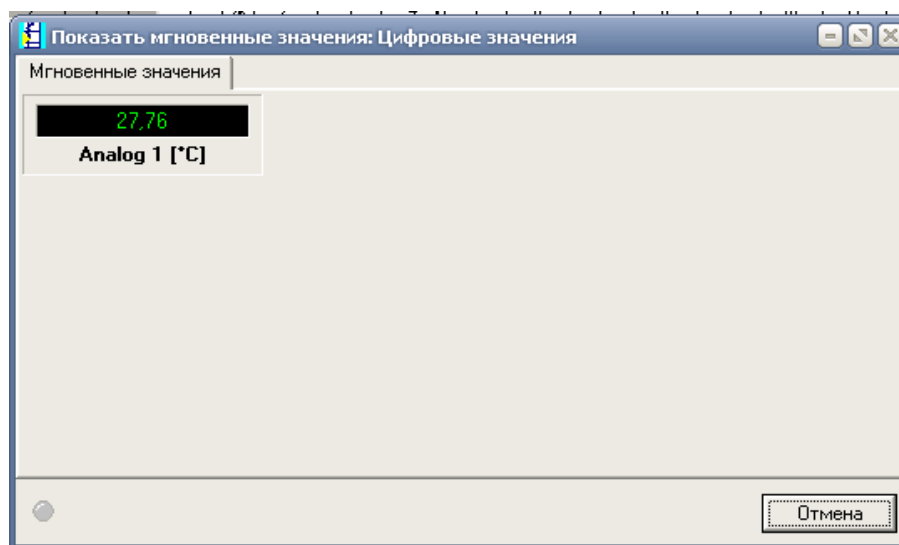 Показать мгновенные значения: Цифровые значения
Мгновенные значения
27,76
Analog 1 [°C]
Отмена